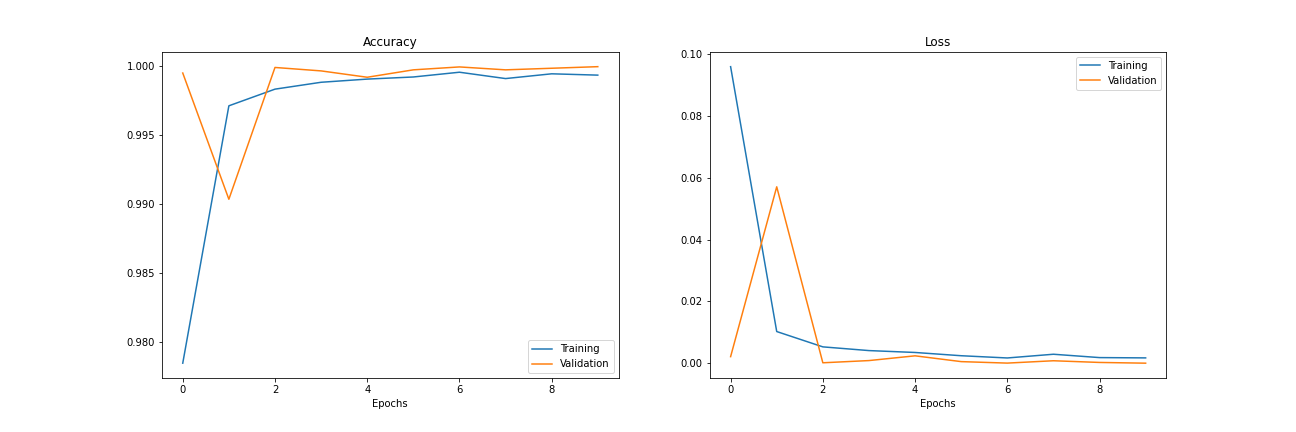 Accuracy
1.000
0.995
0.990
0.985
0.980
0 2 4 6 8
Epochs
Training
Validation
Loss
0.10
0.08
0.06
0.04
0.02
0.00
0 2 4 6 8
Epochs
Training
Validation